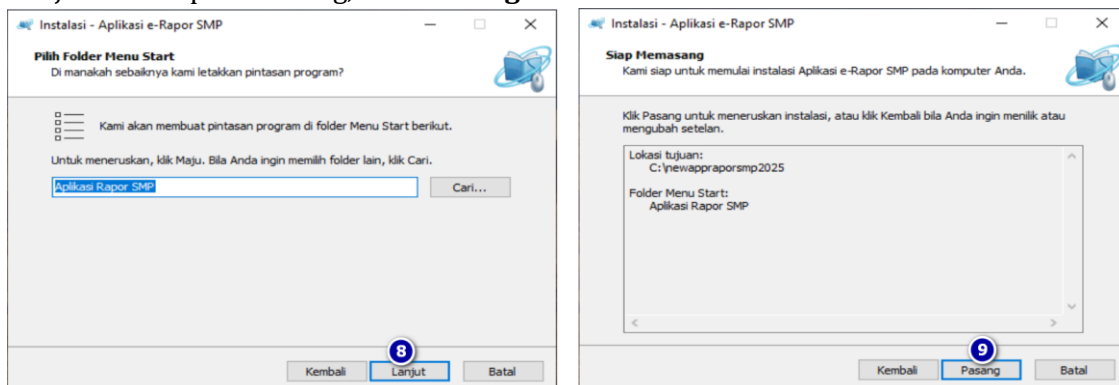 Instalasi - Aplikasi e-Rapor SMP
Pilih Folder Menu Start
Di manakah sebaiknya kami letakkan pintasan program?
Kami akan membuat pintasan program di folder Menu Start berikut.
Untuk meneruskan, klik Maju. Bila Anda ingin memilih folder lain, klik Cari.
Aplikasi Rapor SMP
Cari...
8
Kembali Lanjut Batal
Instalasi - Aplikasi e-Rapor SMP
Siap Memasang
Kami siap untuk memulai instalasi Aplikasi e-Rapor SMP pada komputer Anda.
Klik Pasang untuk meneruskan instalasi, atau klik Kembali bila Anda ingin menilik atau
mengubah setelan.
Lokasi tujuan:
C:\newappraporsmp2025
Folder Menu Start:
Aplikasi Rapor SMP
9
Kembali Pasang Batal